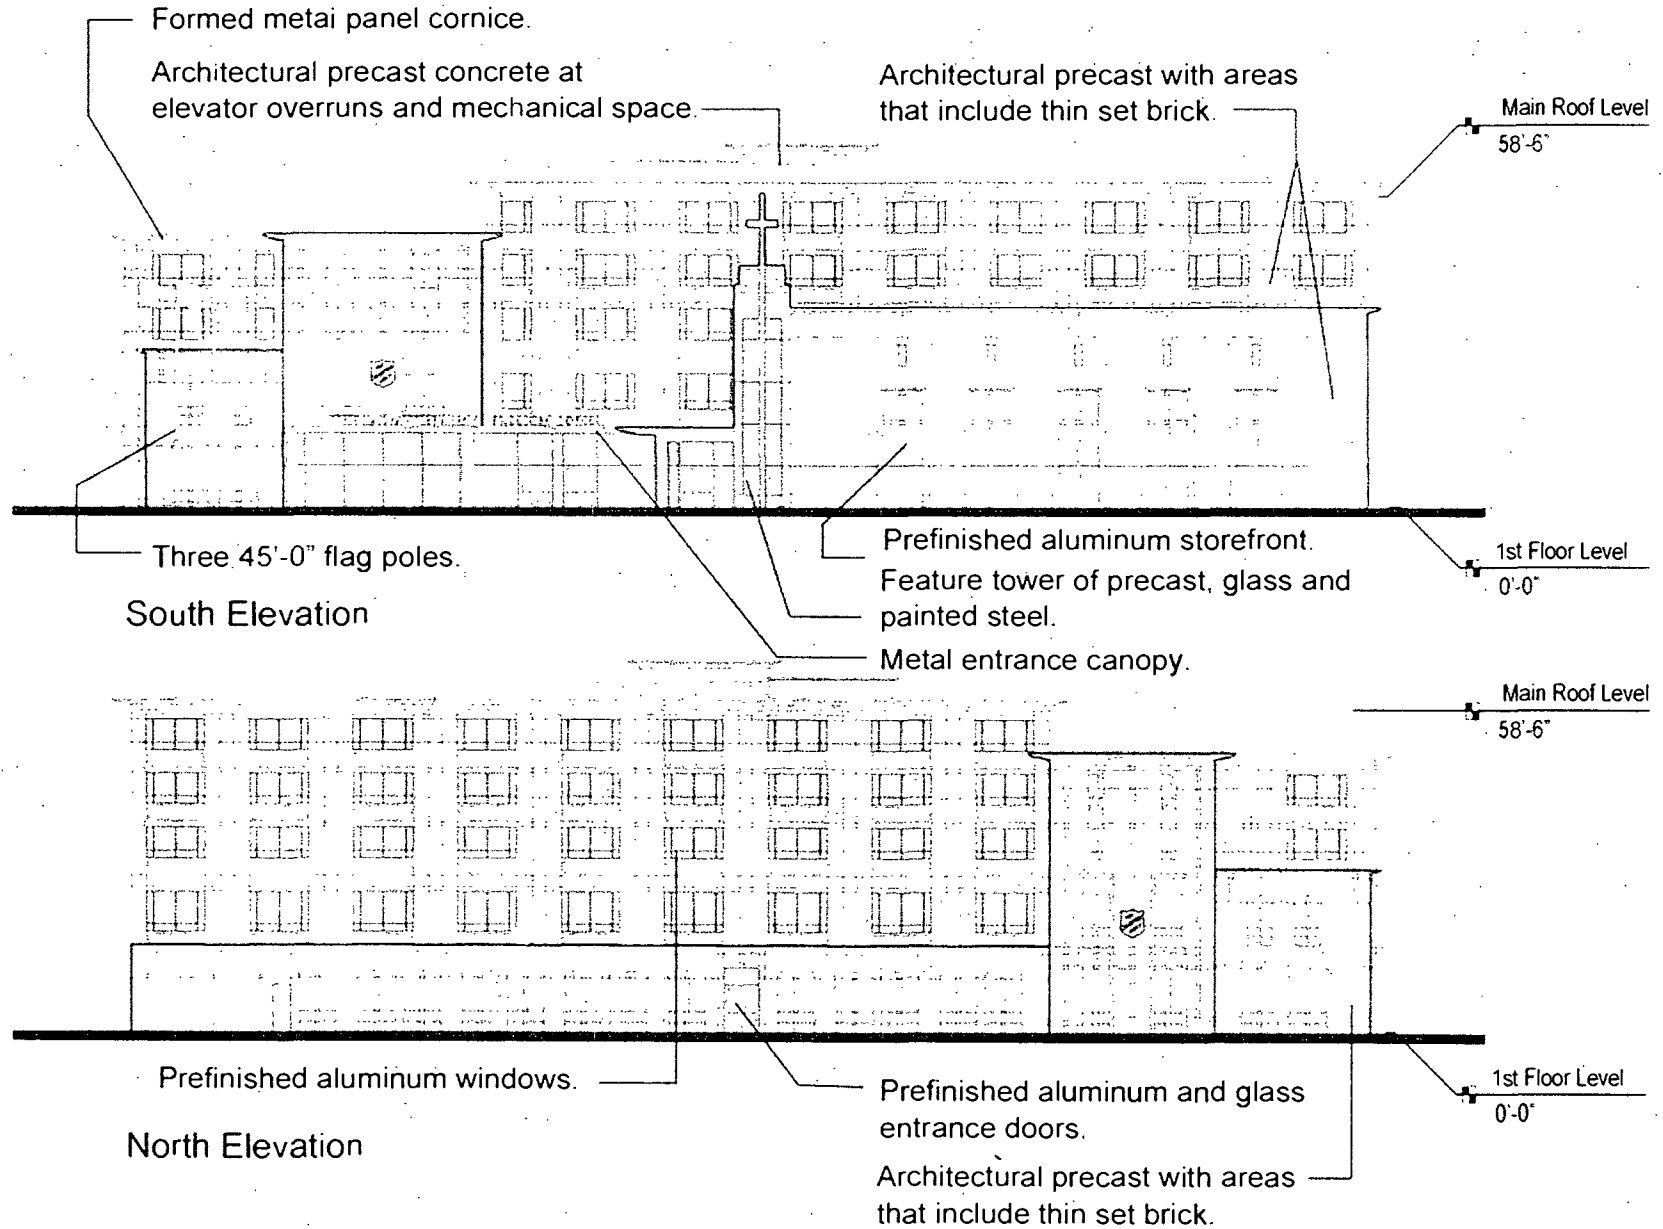 Formed metai panel cornice.
Architectural precast concrete at
elevator overruns and mechanical space.
Architectural precast with areas
that include thin set brick.
Main Roof Level
58'-6"
Three 45'-0" flag poles.
Prefinished aluminum storefront.
Feature tower of precast, glass and
painted steel.
Metal entrance canopy.
1st Floor Level
0'-0"
South Elevation
Main Roof Level
58'-6"
Prefinished aluminum windows.
Prefinished aluminum and glass
entrance doors.
Architectural precast with areas
that include thin set brick.
1st Floor Level
0'-0"
North Elevation